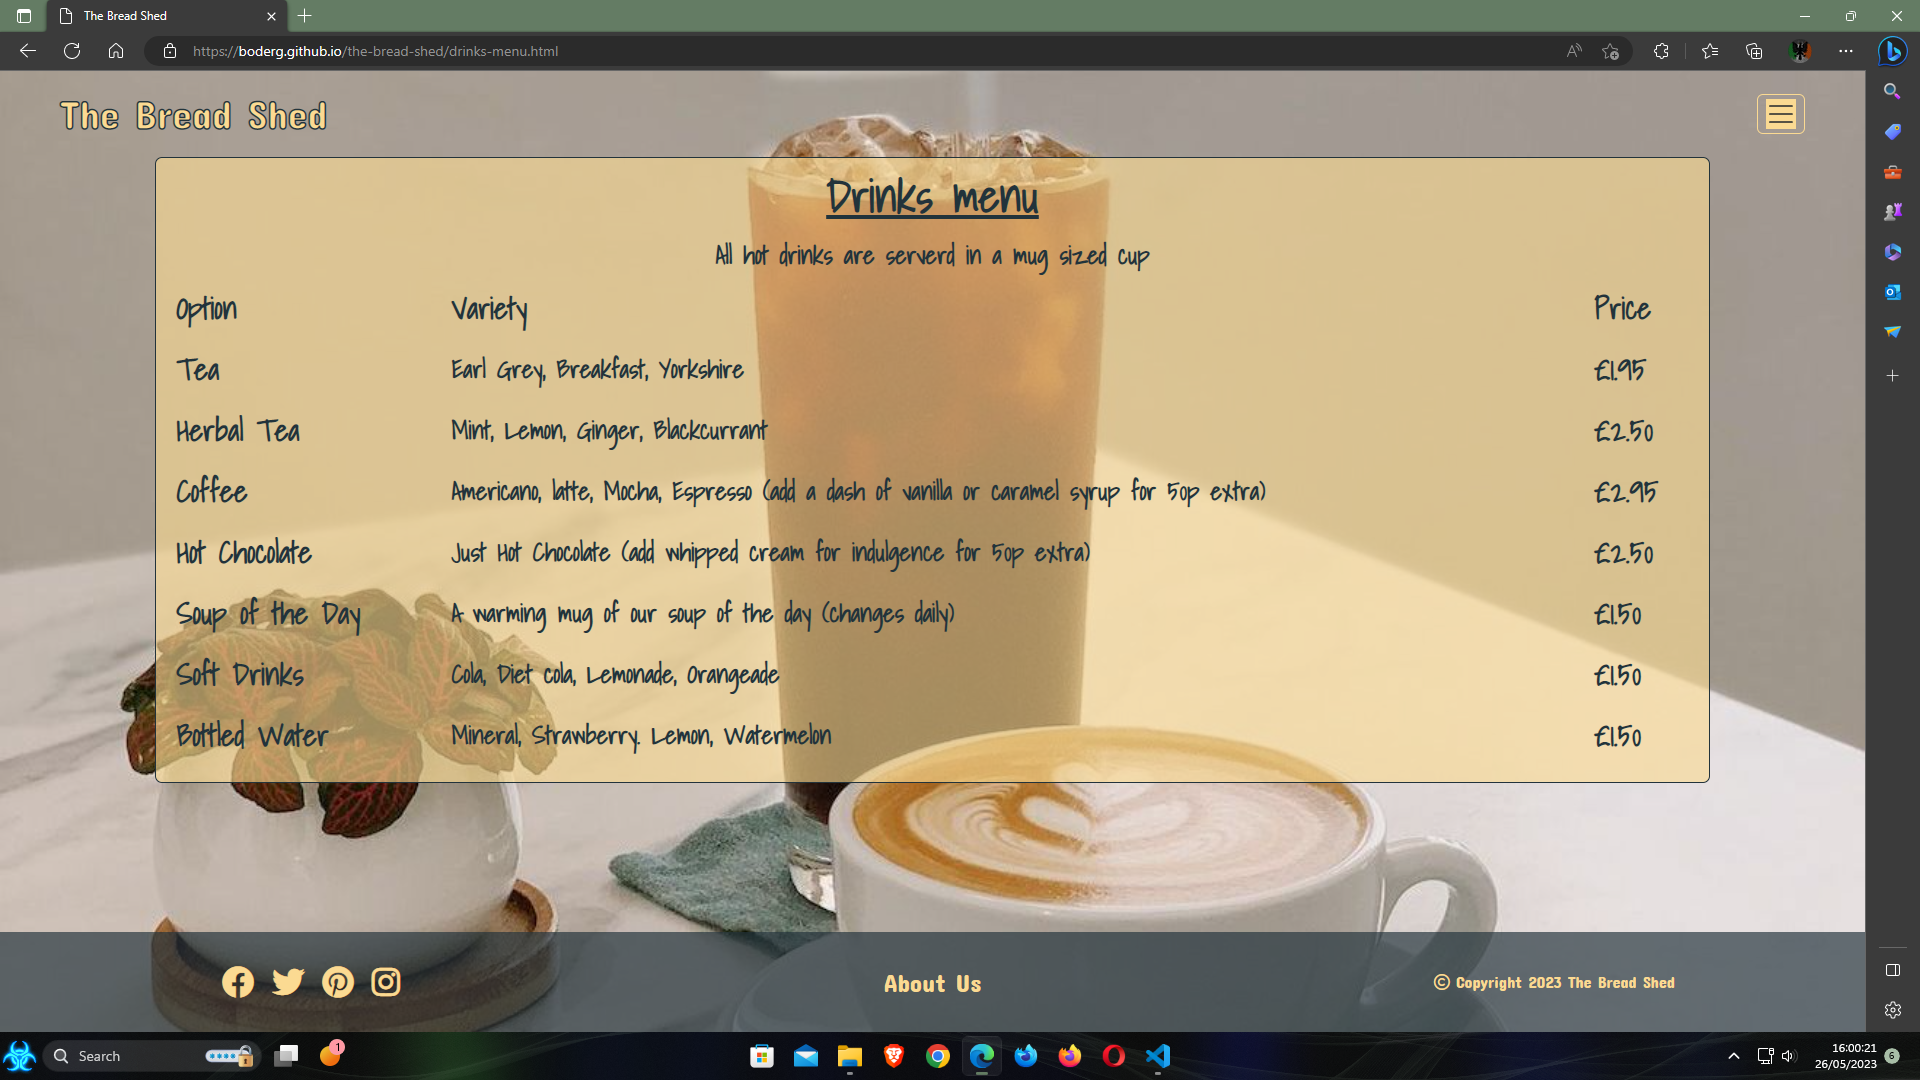 The Bread Shed
https://boderg.github.io/the-bread-shed/drinks-menu.html
The Bread Shed
Drinks menu
All hot drinks are serverd in a mug sized cup
Option Variety Price
Tea Earl Grey, Breakfast, Yorkshire £1.95
Herbal Tea Mint, Lemon, Ginger, Blackcurrant £2.50
Coffee Americano, latte, Mocha, Espresso (add a dash of vanilla or caramel syrup for 50p extra) £2.95
Hot Chocolate Just Hot Chocolate (add whipped cream for indulgence for 50p extra) £2.50
Soup of the Day A warming mug of our soup of the day (changes daily) £1.50
Soft Drinks Cola, Diet cola, Lemonade, Orangeade £1.50
Bottled Water Mineral, Strawberry. Lemon, Watermelon £1.50
About Us
© Copyright 2023 The Bread Shed
Search
1
16:00:21
26/05/2023
6